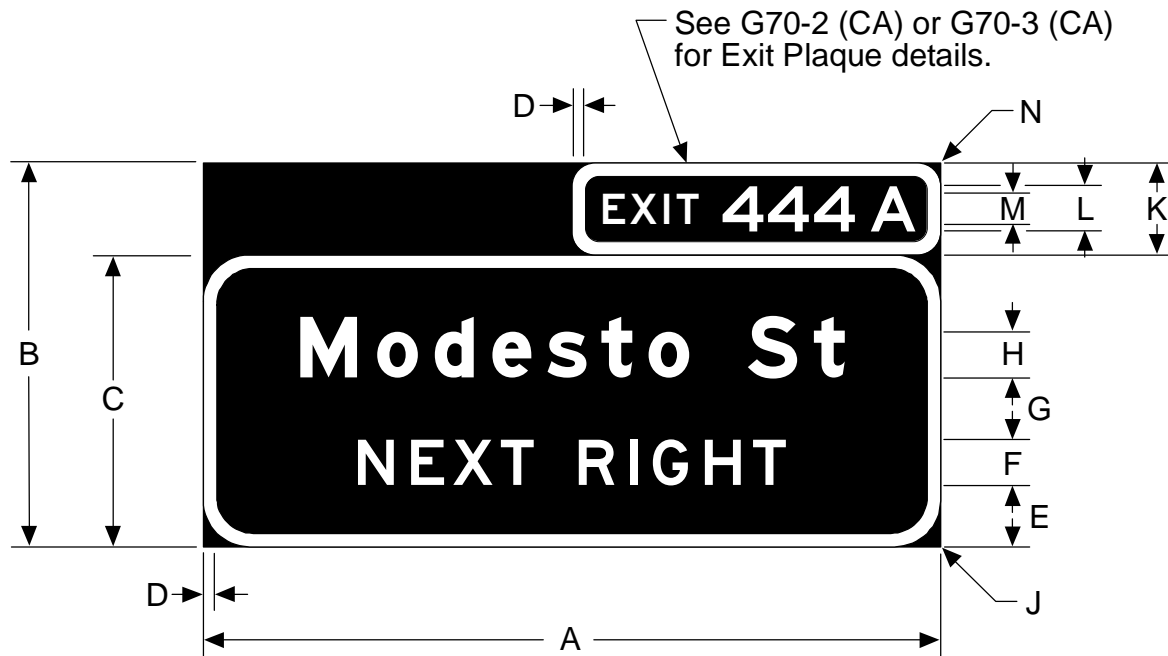 See G70-2 (CA) or G70-3 (CA)
for Exit Plaque details.
D
N
EXIT 444 A
M
L
K
B
C
Modesto St
H
G
NEXT RIGHT
F
E
D
J
A